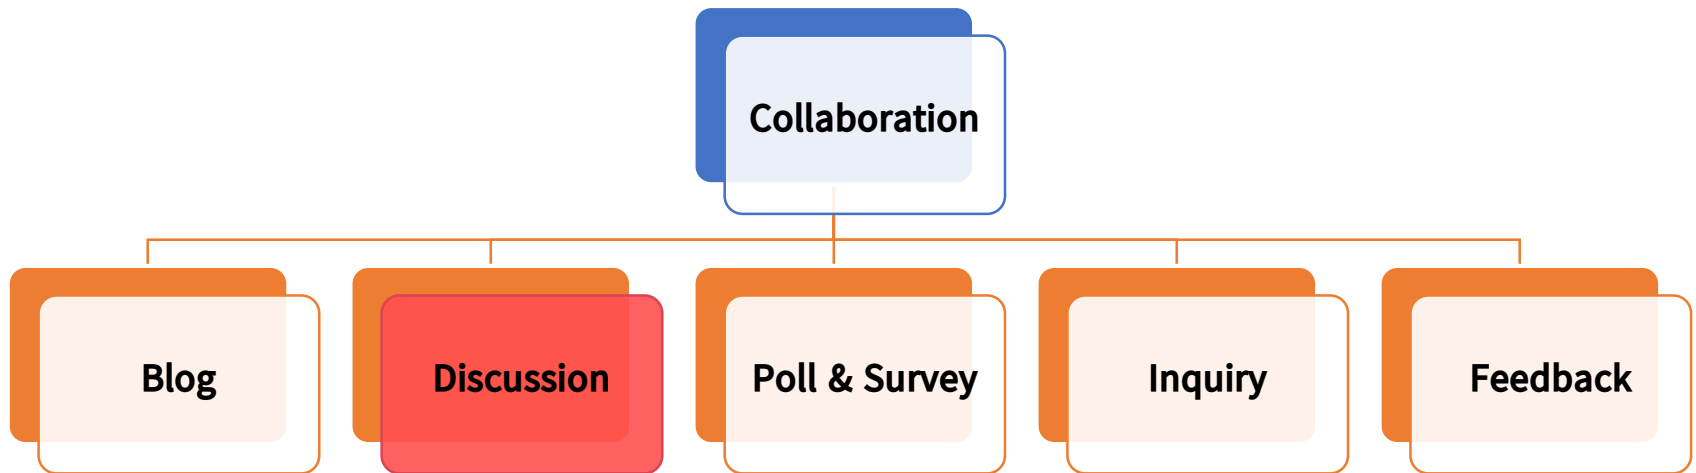 Collaboration
Blog
Discussion
Poll & Survey
Inquiry
Feedback